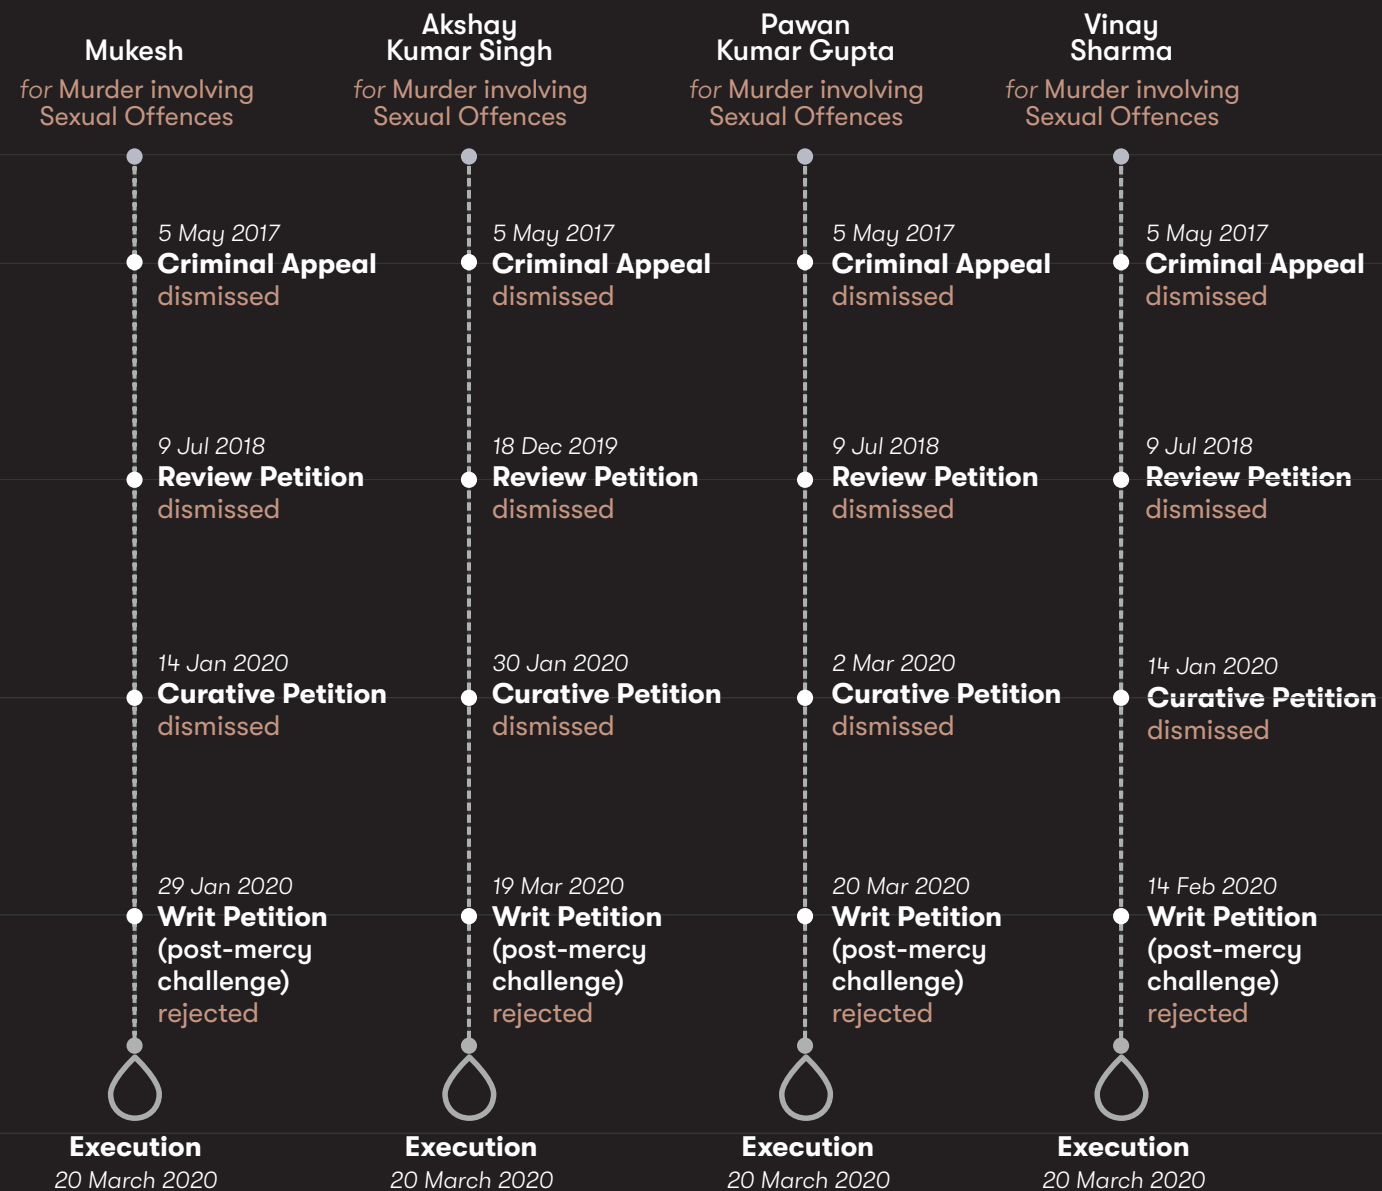 Mukesh
for Murder involving
Sexual Offences
5 May 2017
Criminal Appeal
dismissed
9 Jul 2018
Review Petition
dismissed
14 Jan 2020
Curative Petition
dismissed
29 Jan 2020
Writ Petition
(post-mercy
challenge)
rejected
Execution
20 March 2020
Akshay
Kumar Singh
for Murder involving
Sexual Offences
5 May 2017
Criminal Appeal
dismissed
18 Dec 2019
Review Petition
dismissed
30 Jan 2020
Curative Petition
dismissed
19 Mar 2020
Writ Petition
(post-mercy
challenge)
rejected
Execution
20 March 2020
Pawan
Kumar Gupta
for Murder involving
Sexual Offences
5 May 2017
Criminal Appeal
dismissed
9 Jul 2018
Review Petition
dismissed
2 Mar 2020
Curative Petition
dismissed
20 Mar 2020
Writ Petition
(post-mercy
challenge)
rejected
Execution
20 March 2020
Vinay
Sharma
for Murder involving
Sexual Offences
5 May 2017
Criminal Appeal
dismissed
9 Jul 2018
Review Petition
dismissed
14 Jan 2020
Curative Petition
dismissed
14 Feb 2020
Writ Petition
(post-mercy
challenge)
rejected
Execution
20 March 2020